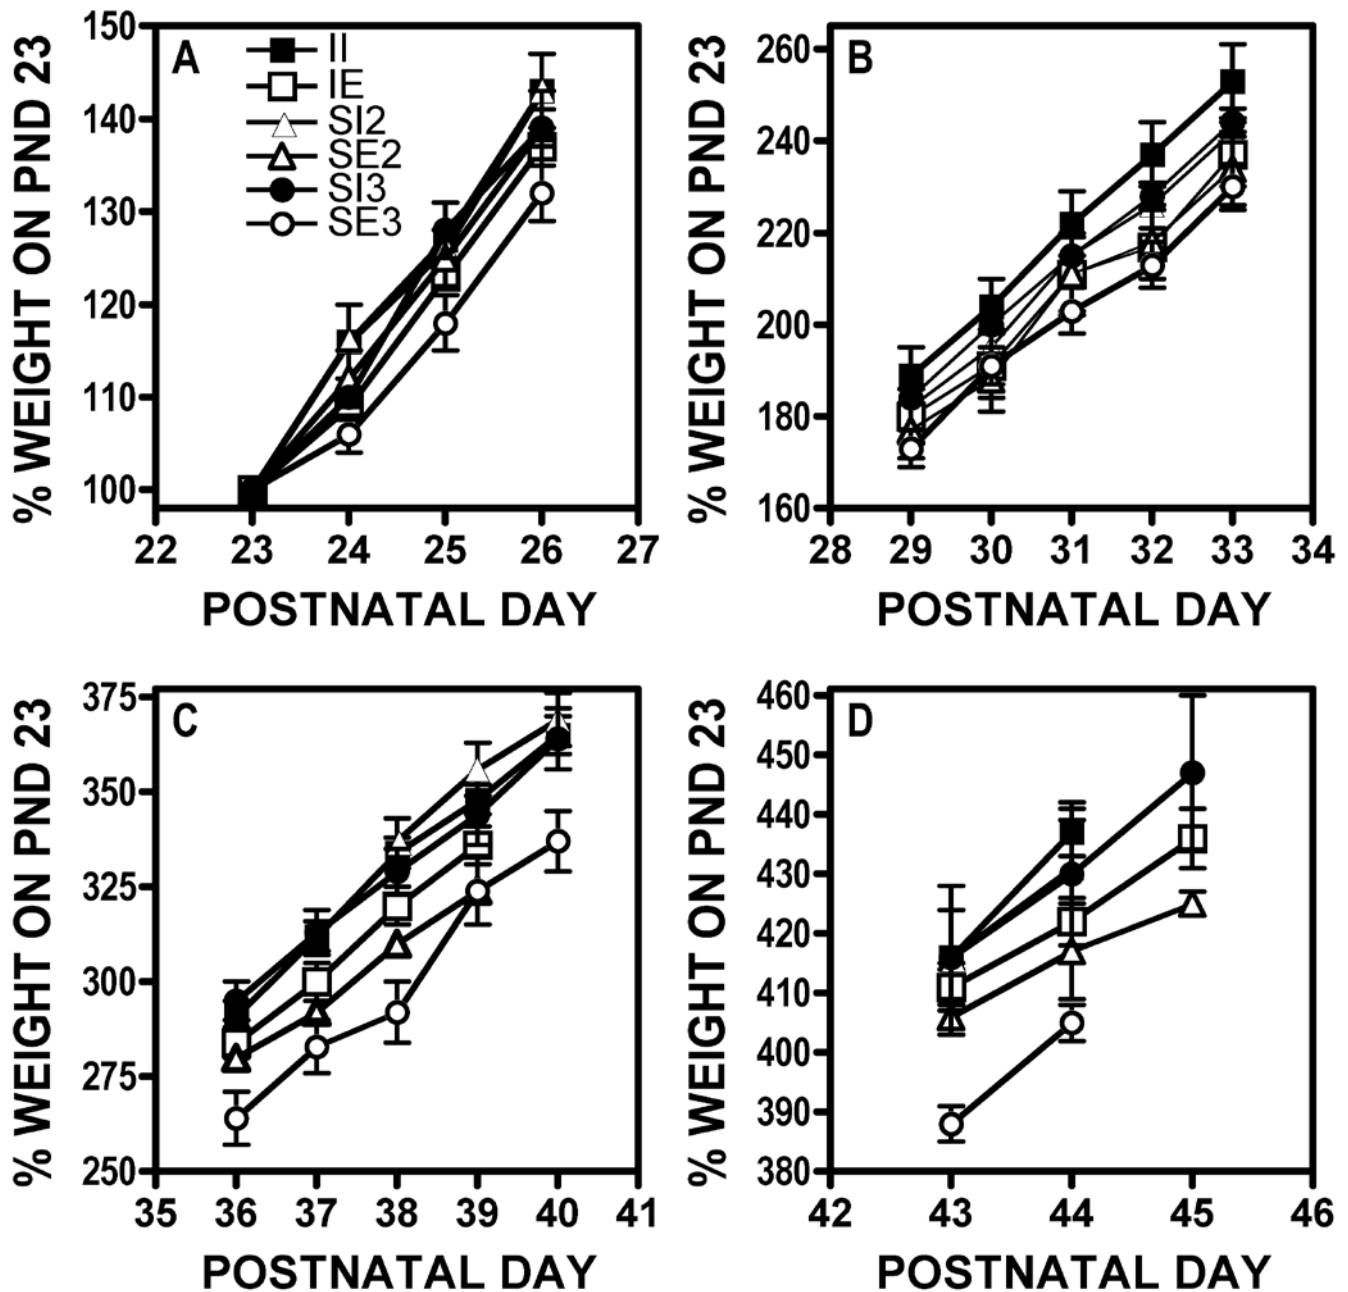 A
II
IE
SI2
SE2
SI3
SE3
% WEIGHT ON PND 23
150
140
130
120
110
100
22 23 24 25 26 27
POSTNATAL DAY
B
% WEIGHT ON PND 23
260
240
220
200
180
160
28 29 30 31 32 33 34
POSTNATAL DAY
C
% WEIGHT ON PND 23
375
350
325
300
275
250
35 36 37 38 39 40 41
POSTNATAL DAY
D
% WEIGHT ON PND 23
460
450
440
430
420
410
400
390
380
42 43 44 45 46
POSTNATAL DAY